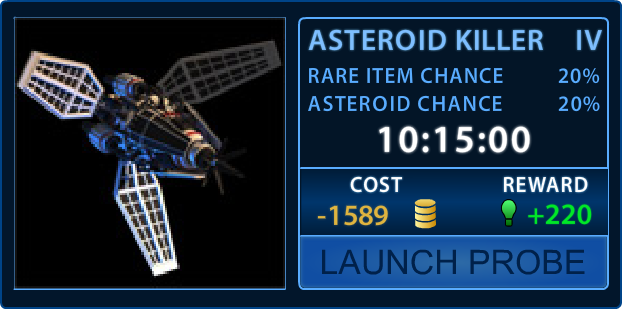 ASTEROID KILLER IV
RARE ITEM CHANCE 20%
ASTEROID CHANCE 20%
10:15:00
COST REWARD
-1589 +220
LAUNCH PROBE